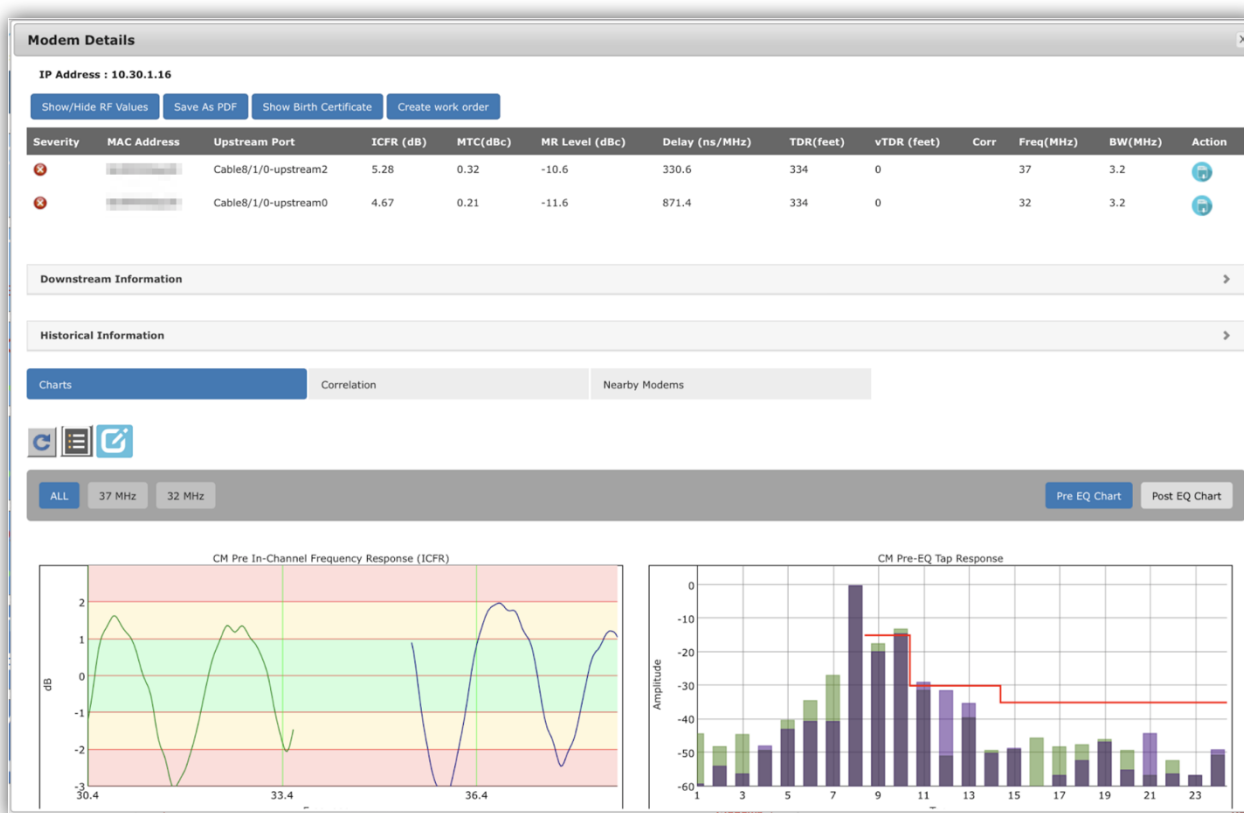 Modem Details
IP Address : 10.30.1.16
Show/Hide RF Values Save As PDF Show Birth Certificate Create work order
Severity MAC Address Upstream Port ICFR (dB) MTC(dBc) MR Level (dBc) Delay (ns/MHz) TDR(feet) vTDR (feet) Corr Freq(MHz) BW(MHz) Action
Cable8/1/0-upstream2 5.28 0.32 -10.6 330.6 334 0 37 3.2
Cable8/1/0-upstream0 4.67 0.21 -11.6 871.4 334 0 32 3.2
Downstream Information
Historical Information
Charts Correlation Nearby Modems
ALL 37 MHz 32 MHz Pre EQ Chart Post EQ Chart
CM Pre In-Channel Frequency Response (ICFR)
dB
2
1
0
-1
-2
-3
30.4 33.4 36.4
CM Pre-EQ Tap Response
Amplitude
0
-10
-20
-30
-40
-50
-60
1 3 5 7 9 11 13 15 17 19 21 23